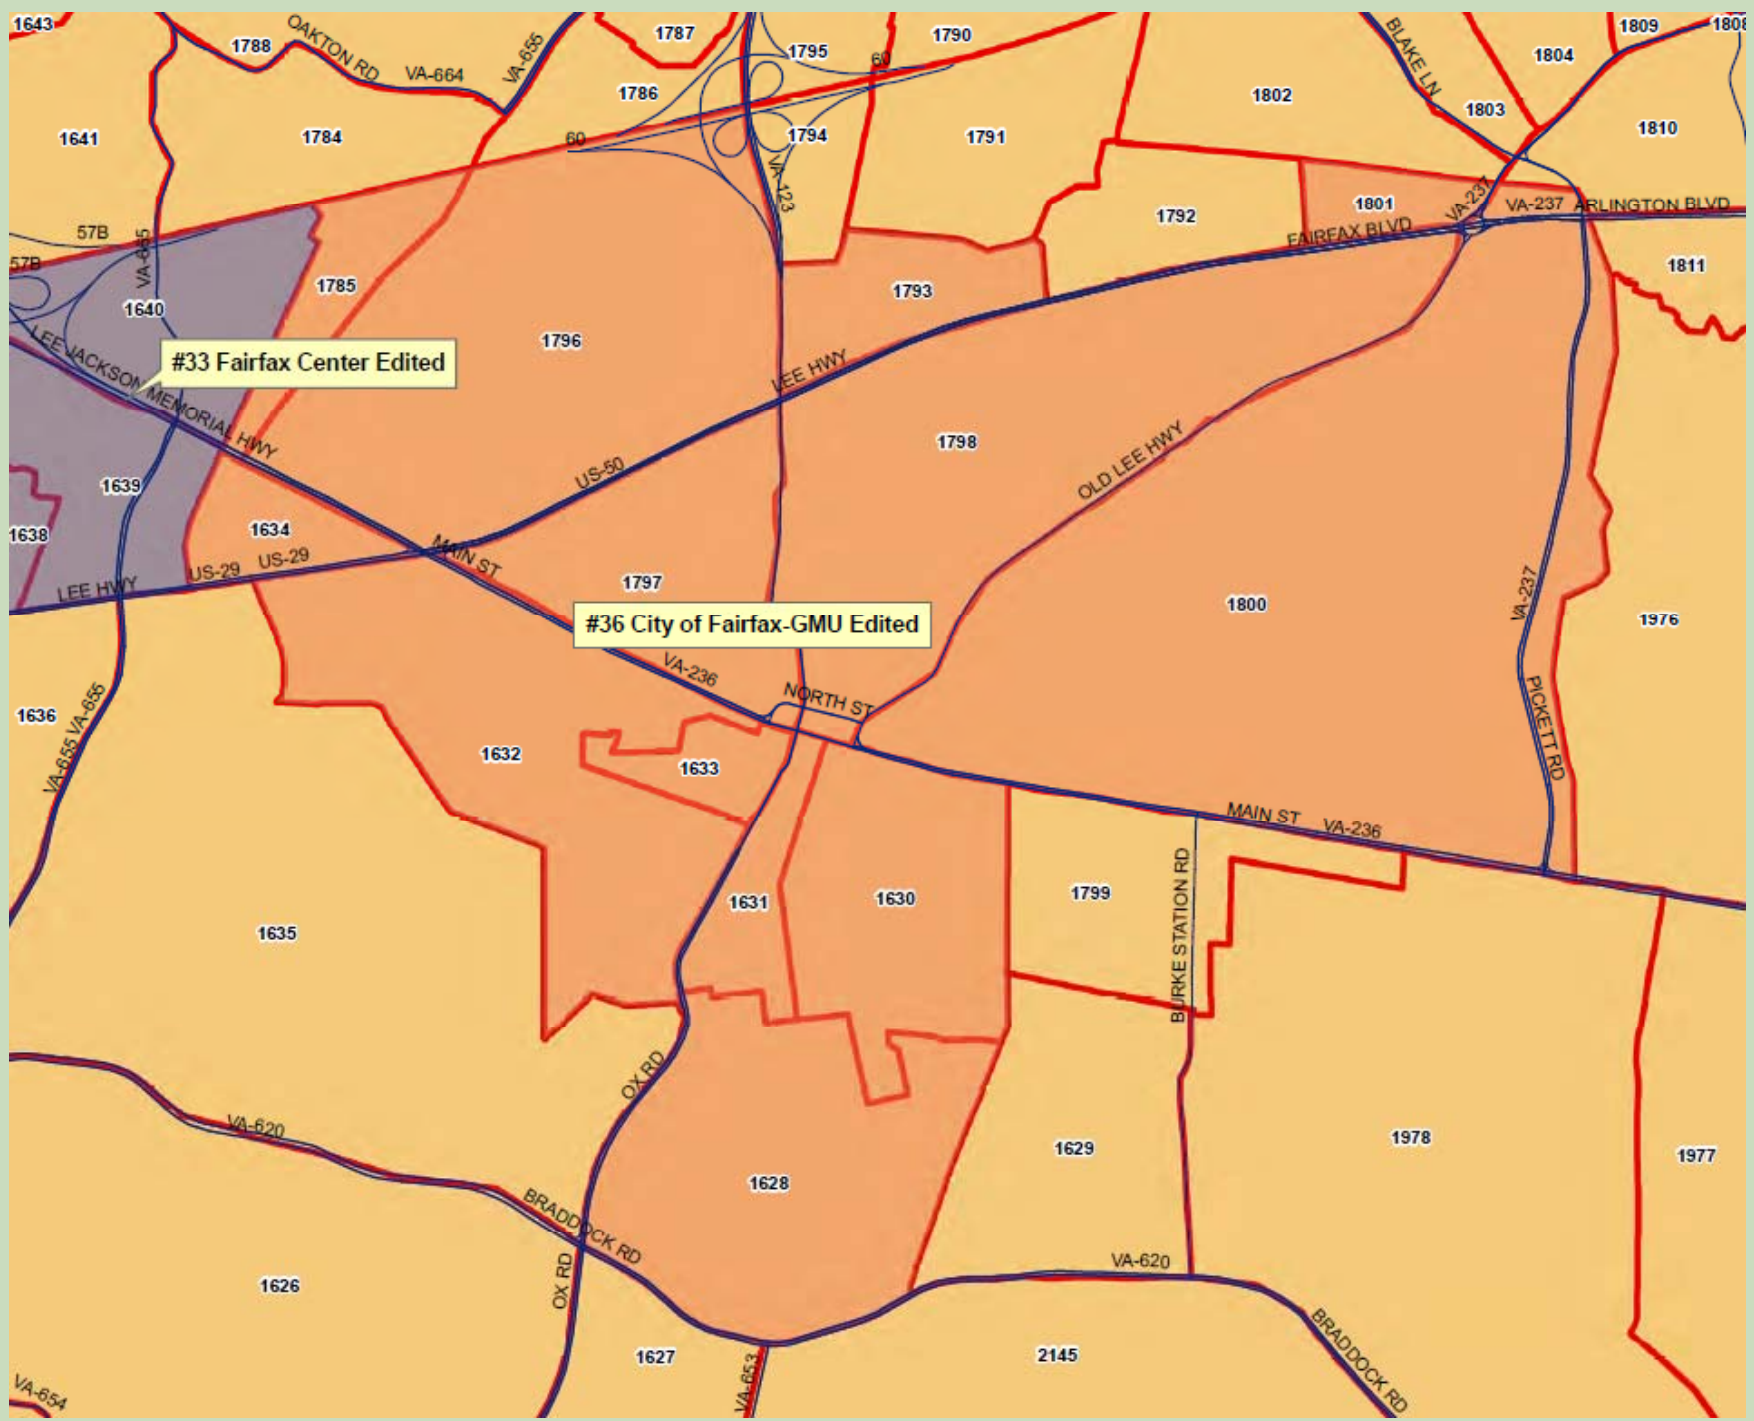 1643
1788
OAKTON RD
VA-664
VA-655
1787
1795
1790
60
BLAKE LN
1809
1808
1804
1786
1802
1803
1810
1641
1784
60
1794
1791
VA-123
VA-237
1792
1801
VA-237
ARLINGTON BLVD
57B
VA-655
FAIRFAX BLVD
57B
1785
1793
1811
1640
1796
LEE JACKSON MEMORIAL HWY
#33 Fairfax Center Edited
LEE HWY
1798
OLD LEE HWY
1639
US-50
1638
1634
MAIN ST
US-29
US-29
LEE HWY
1797
1800
VA-237
1976
#36 City of Fairfax-GMU Edited
VA-236
NORTH ST
1636
VA-655
VA-655
PICKETT RD
1632
1633
MAIN ST
VA-236
1631
1630
1799
BURKE STATION RD
1635
OX RD
VA-620
1629
1978
1977
1628
BRADDOCK RD
OX RD
VA-620
1626
BRADDOCK RD
1627
2145
VA-653
VA-654